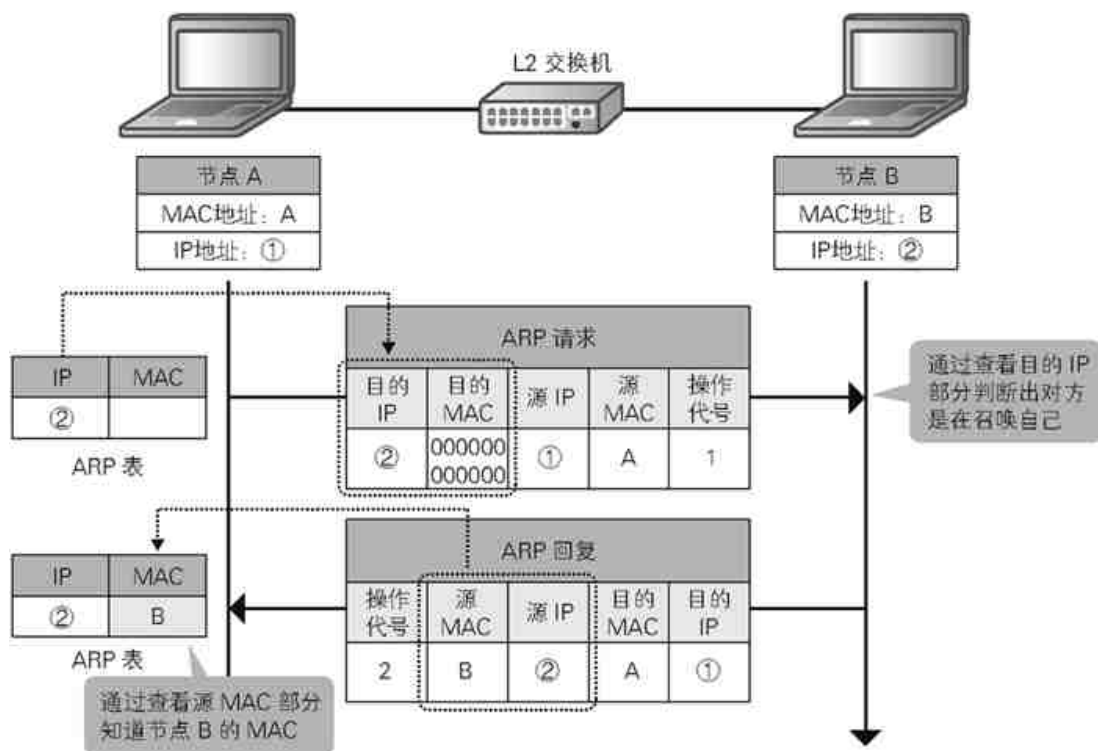 L2 交换机
节点 A
MAC地址：A
IP地址：①
节点 B
MAC地址：B
IP地址：②
ARP 请求
目的 IP
目的 MAC
源 IP
源 MAC
操作代号
②
000000
000000
①
A
1
IP
MAC
②
ARP 表
通过查看目的 IP
部分判断出对方
是在召唤自己
ARP 回复
操作代号
源 MAC
源 IP
目的 MAC
目的 IP
2
B
②
A
①
IP
MAC
②
B
ARP 表
通过查看源 MAC 部分
知道节点 B 的 MAC